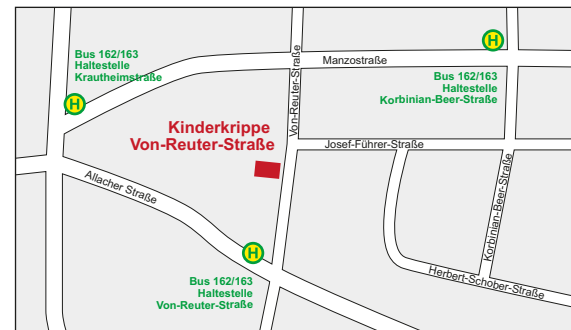 Bus 162/163
Haltestelle
Krautheimstraße
H
H
Manzostraße
Bus 162/163
Haltestelle
Korbinian-Beer-Straße
Von-Reuter-Straße
Kinderkrippe
Von-Reuter-Straße
Josef-Führer-Straße
Allacher Straße
Korbinian-Beer-Straße
H
Herbert-Schober-Straße
Bus 162/163
Haltestelle
Von-Reuter-Straße